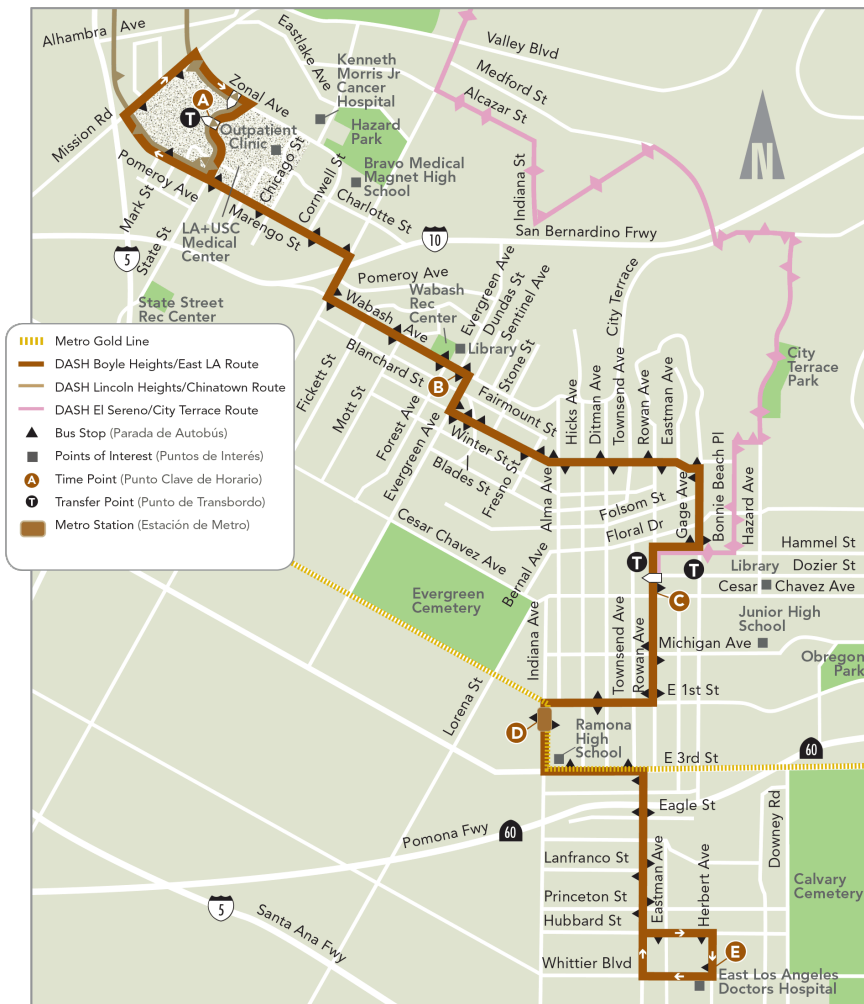 Alhambra Ave
Eastlake Ave
Valley Blvd
Kenneth
Morris Jr
Cancer
Hospital
Medford St
Zonal Ave
A
T
Alcazar St
Mission Rd
Outpatient
Clinic
Hazard
Park
N
Chicago St
Cornwell St
Bravo Medical
Magnet High
School
Indiana St
Pomeroy Ave
Mark St
State St
Marengo St
Charlotte St
LA+USC
Medical
Center
10
San Bernardino Frwy
5
Pomeroy Ave
Evergreen Ave
Dundas St
Sentinel Ave
City Terrace
State Street
Rec Center
Wabash Ave
Wabash
Rec
Center
Library
Stone St
City
Terrace
Park
Metro Gold Line
DASH Boyle Heights/East LA Route
DASH Lincoln Heights/Chinatown Route
DASH El Sereno/City Terrace Route
Bus Stop (Parada de Autobús)
Points of Interest (Puntos de Interés)
A Time Point (Punto Clave de Horario)
T Transfer Point (Punto de Transbordo)
Metro Station (Estación de Metro)
Blanchard St
B
Fickett St
Mott St
Forest Ave
Evergreen Ave
Fairmount St
Winter St
Blades St
Fresno St
Hicks Ave
Ditman Ave
Townsend Ave
Rowan Ave
Eastman Ave
Alma Ave
Folsom St
Floral Dr
Gage Ave
Bonnie Beach Pl
Hazard Ave
Cesar Chavez Ave
Bernal Ave
Hammel St
T
T
Library
Dozier St
Cesar Chavez Ave
C
Evergreen
Cemetery
Junior High
School
Indiana Ave
Townsend Ave
Rowan Ave
Michigan Ave
Obregon
Park
E 1st St
Lorena St
D
Ramona
High
School
E 3rd St
60
Eagle St
Pomona Fwy
60
Downey Rd
Lanfranco St
Eastman Ave
Herbert Ave
Calvary
Cemetery
Princeton St
Hubbard St
5
Santa Ana Fwy
Whittier Blvd
E
East Los Angeles
Doctors Hospital